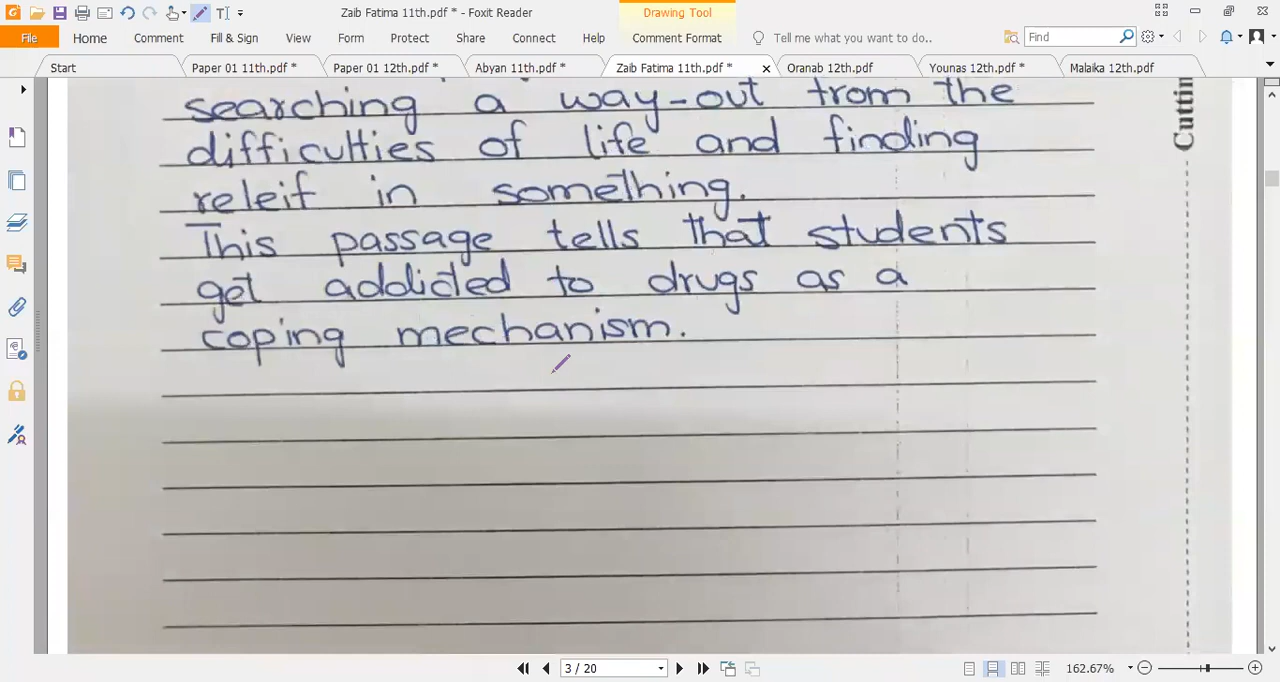 Zaib Fatima 11th.pdf * - Foxit Reader
Drawing Tool
File Home Comment Fill & Sign View Form Protect Share Connect Help Comment Format Tell me what you want to do.. Find
Start Paper 01 11th.pdf * Paper 01 12th.pdf * Abyan 11th.pdf * Zaib Fatima 11th.pdf * Oranab 12th.pdf Younas 12th.pdf * Malaika 12th.pdf
searching a way-out from the
difficulties of life and finding
releif in something.
This passage tells that students
get addicted to drugs as a
coping mechanism.
Cuttin
3 / 20
162.67%